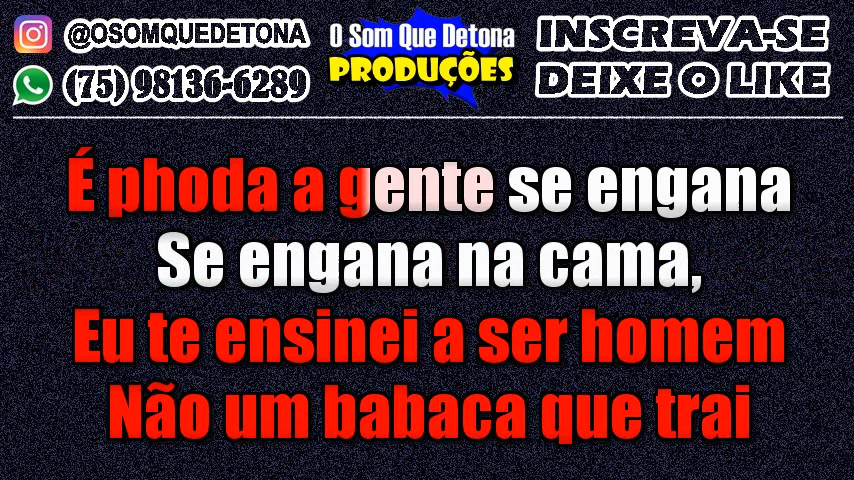 @OSOMQUEDETONA
(75) 98136-6289
O Som Que Detona
PRODUÇÕES
INSCREVA-SE
DEIXE O LIKE
É phoda a gente se engana
Se engana na cama,
Eu te ensinei a ser homem
Não um babaca que trai